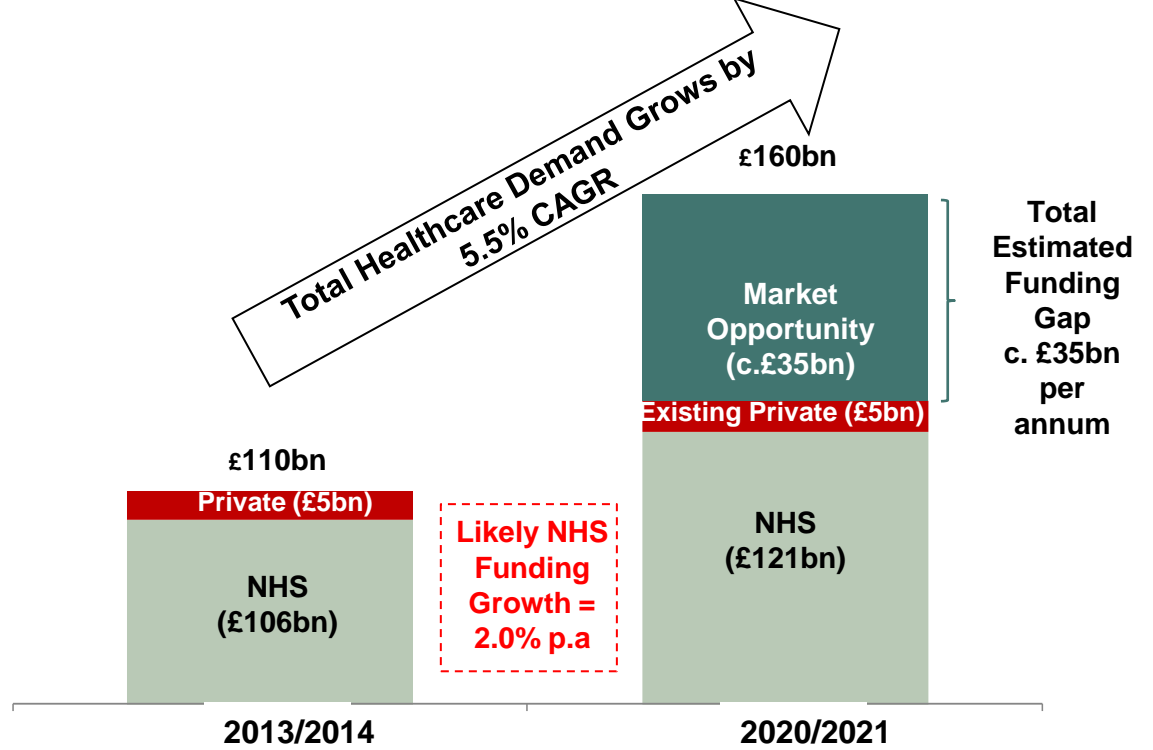 Total Healthcare Demand Grows by
5.5% CAGR
£160bn
Market
Opportunity
(c.£35bn)
Total
Estimated
Funding
Gap
c. £35bn
per
annum
Existing Private (£5bn)
£110bn
Private (£5bn)
NHS
(£106bn)
Likely NHS
Funding
Growth =
2.0% p.a
NHS
(£121bn)
2013/2014
2020/2021